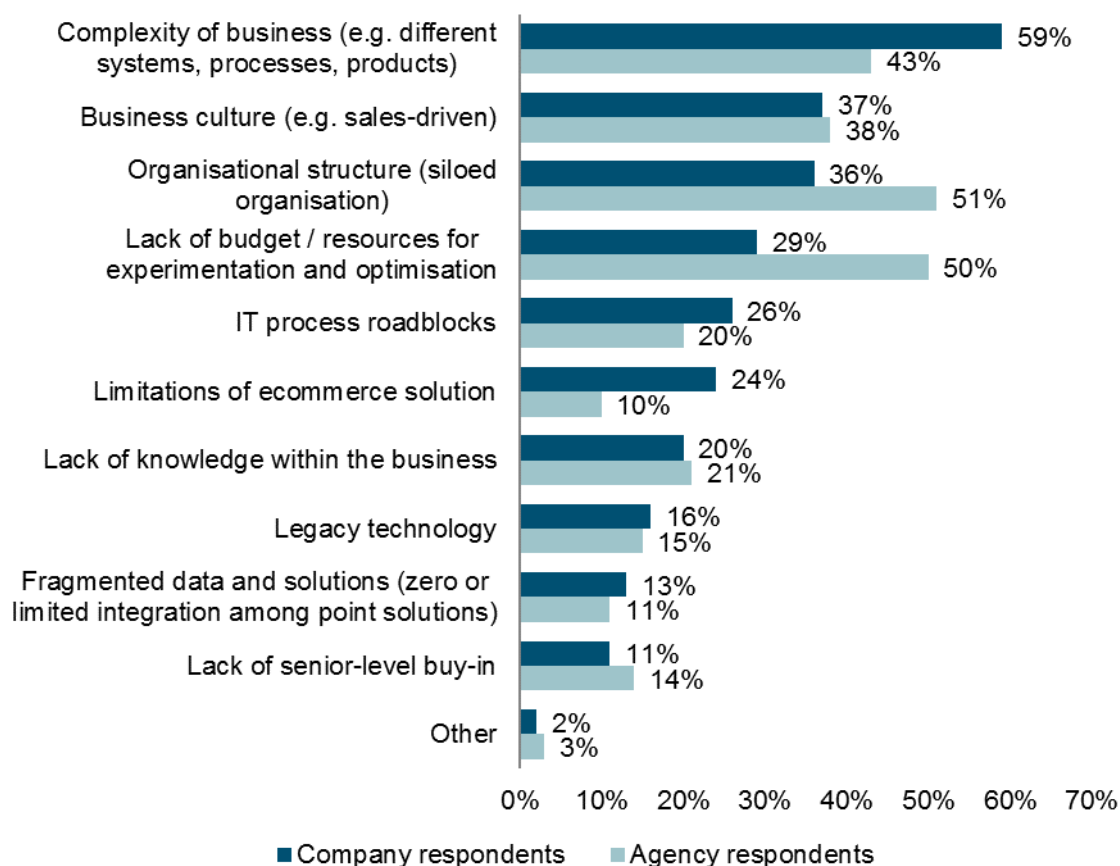 Complexity of business (e.g. different
systems, processes, products)
59%
43%
Business culture (e.g. sales-driven)
37%
38%
Organisational structure (siloed
organisation)
36%
51%
Lack of budget / resources for
experimentation and optimisation
29%
50%
IT process roadblocks
26%
20%
Limitations of ecommerce solution
24%
10%
Lack of knowledge within the business
20%
21%
Legacy technology
16%
15%
Fragmented data and solutions (zero or
limited integration among point solutions)
13%
11%
Lack of senior-level buy-in
11%
14%
Other
2%
3%
0% 10% 20% 30% 40% 50% 60% 70%
Company respondents Agency respondents